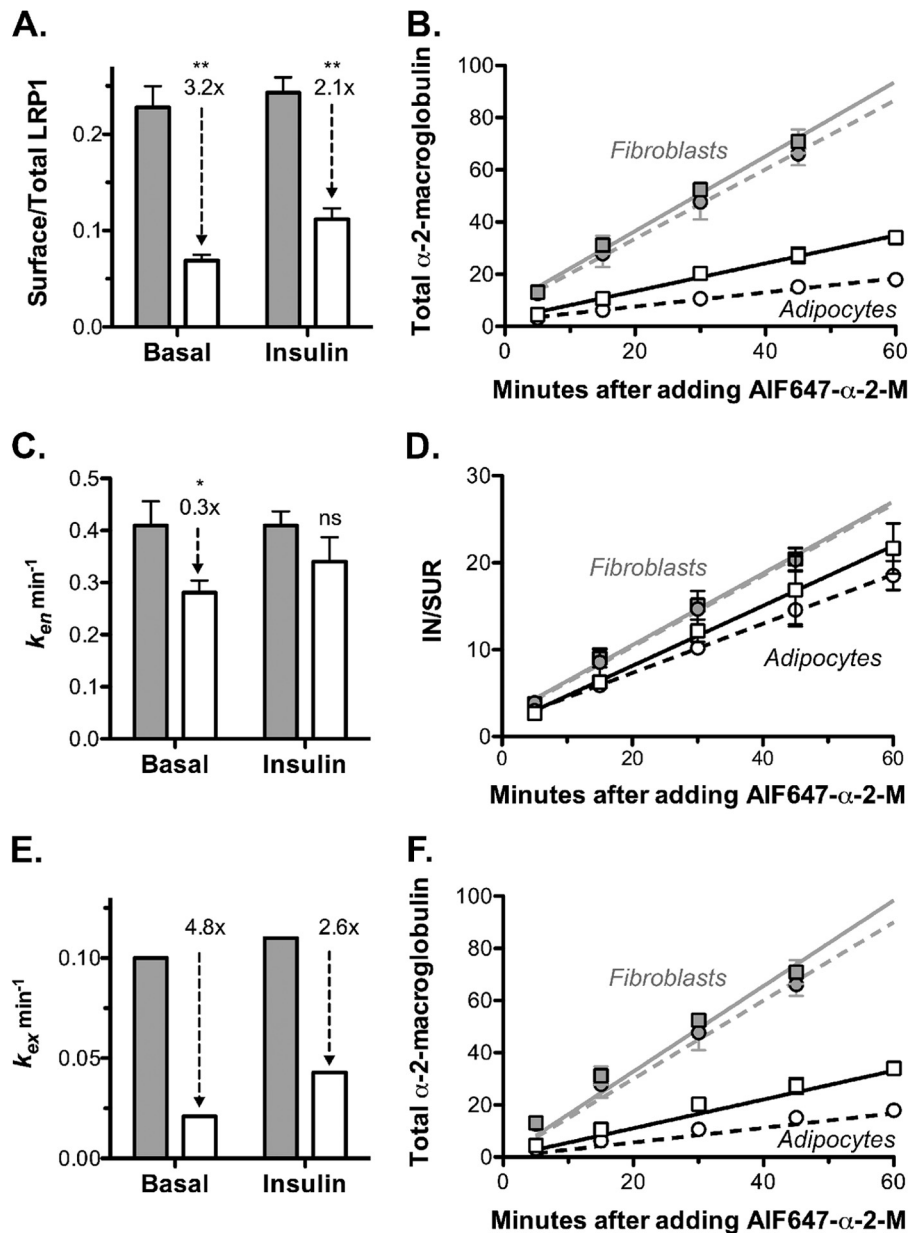 A.
Surface/Total LRP1
0.2
0.1
0.0
**
3.2x
**
2.1x
Basal
Insulin
B.
Total α-2-macroglobulin
100
80
60
40
20
0
Fibroblasts
Adipocytes
0
20
40
60
Minutes after adding AlF647-α-2-M
C.
k_en min⁻¹
0.5
0.4
0.3
0.2
0.1
0.0
*
0.3x
ns
Basal
Insulin
D.
IN/SUR
30
20
10
0
Fibroblasts
Adipocytes
0
20
40
60
Minutes after adding AlF647-α-2-M
E.
k_ex min⁻¹
0.10
0.05
0.00
4.8x
2.6x
Basal
Insulin
F.
Total α-2-macroglobulin
100
80
60
40
20
0
Fibroblasts
Adipocytes
0
20
40
60
Minutes after adding AlF647-α-2-M